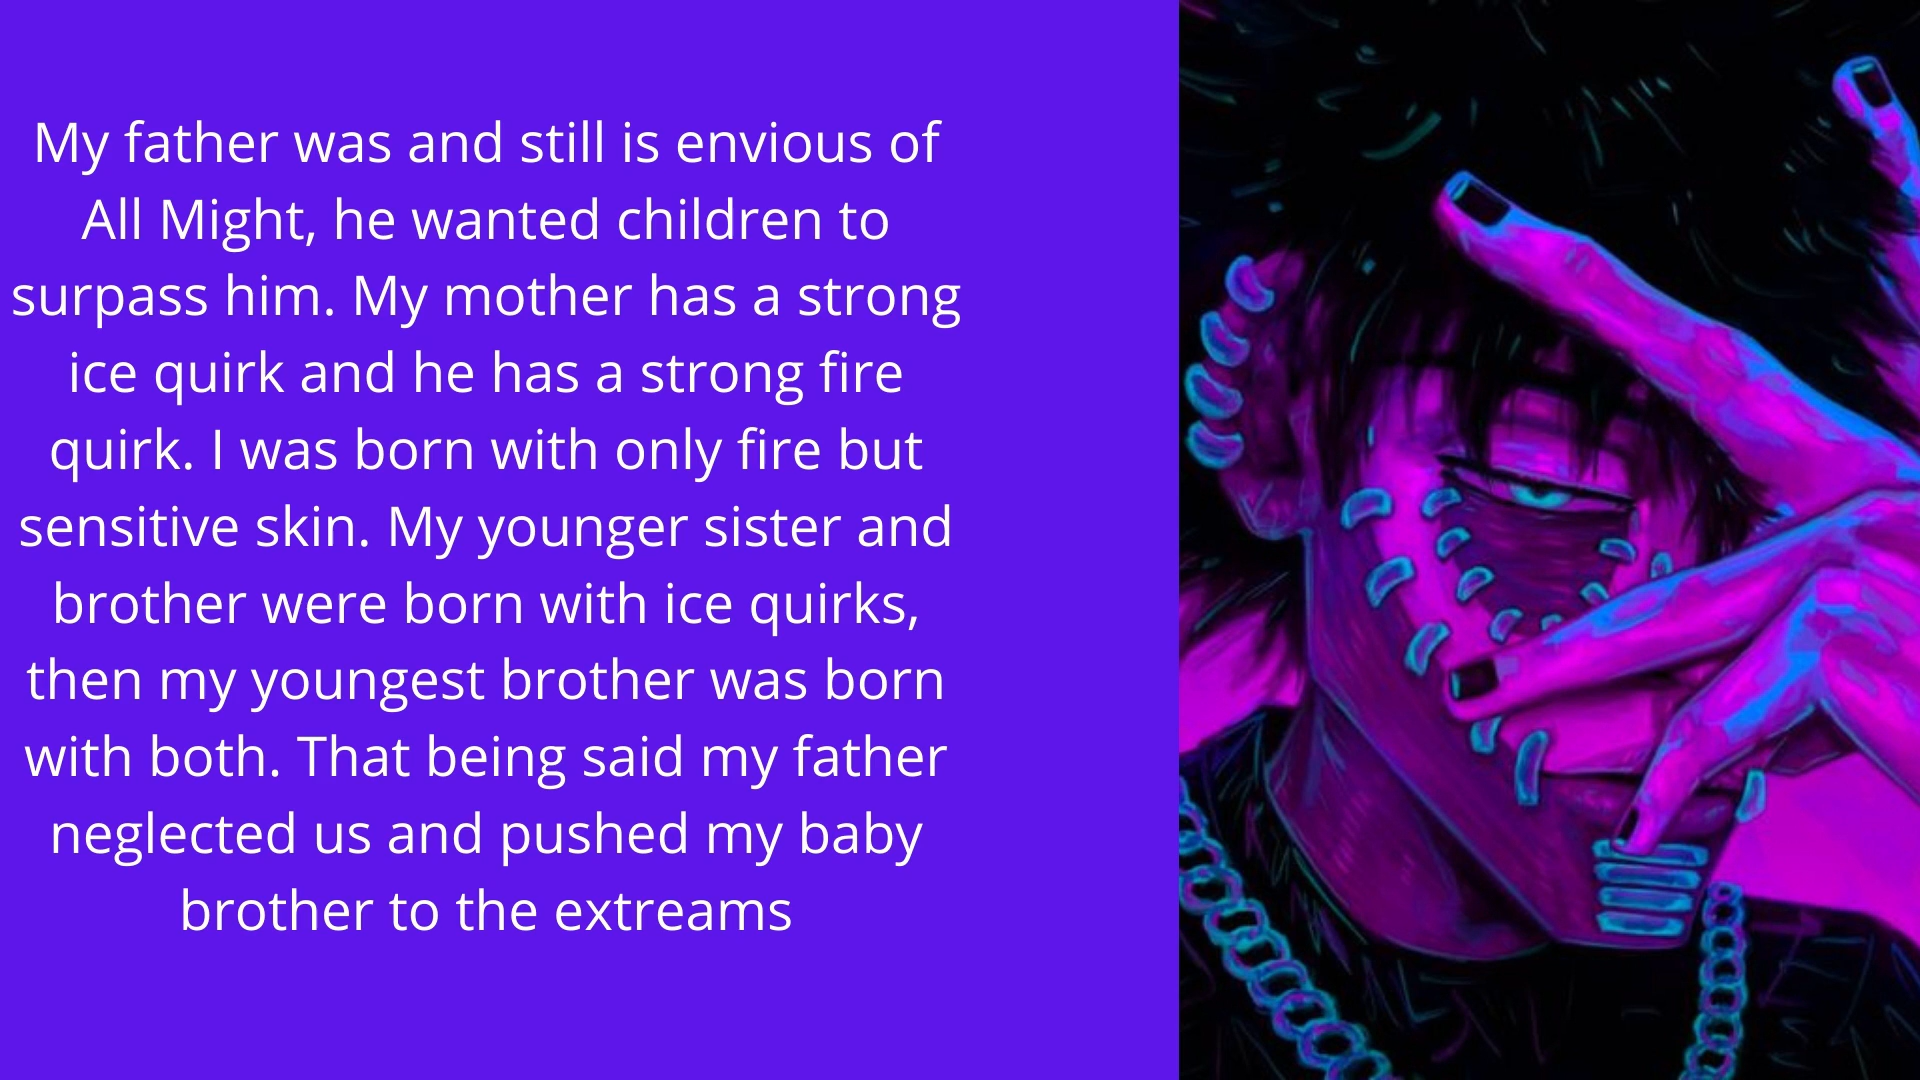 My father was and still is envious of
All Might, he wanted children to
surpass him. My mother has a strong
ice quirk and he has a strong fire
quirk. I was born with only fire but
sensitive skin. My younger sister and
brother were born with ice quirks,
then my youngest brother was born
with both. That being said my father
neglected us and pushed my baby
brother to the extreams